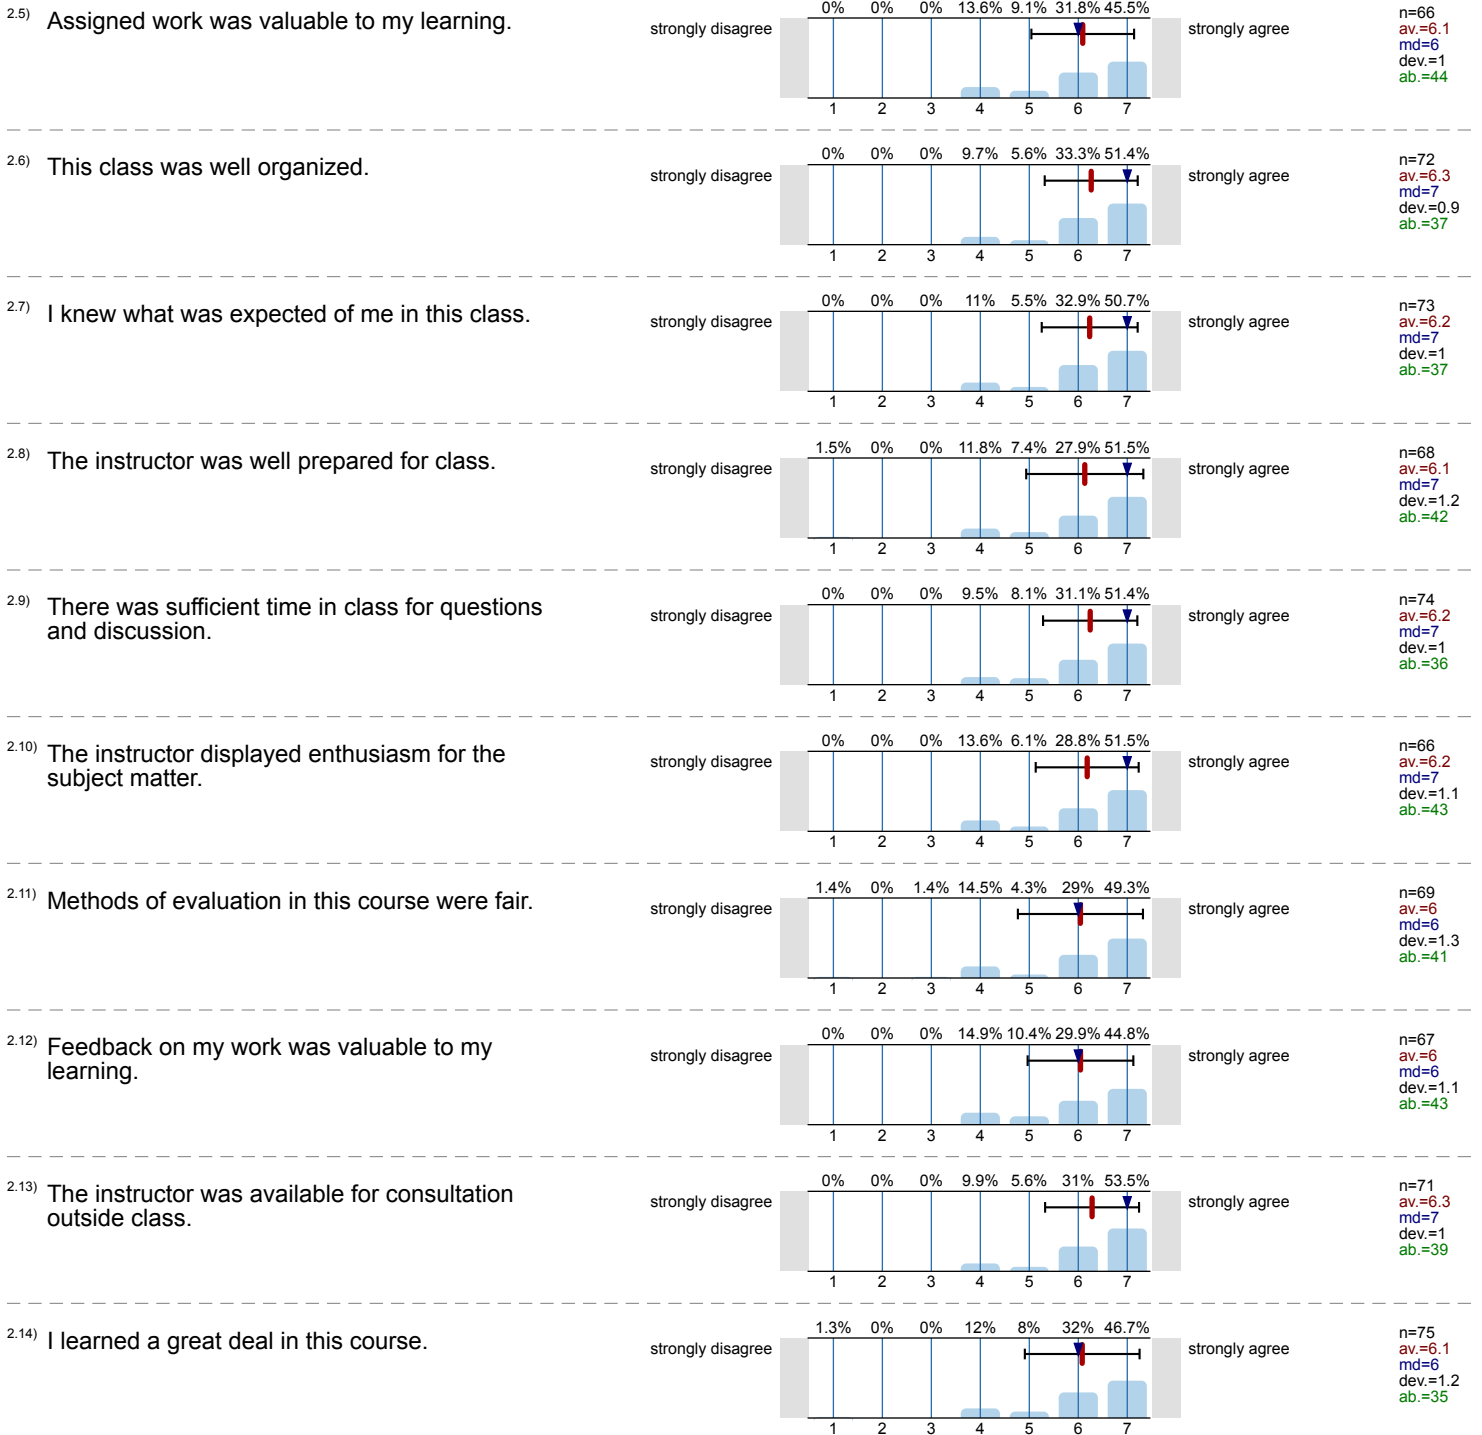 2.5) Assigned work was valuable to my learning.
strongly disagree
0% 0% 0% 13.6% 9.1% 31.8% 45.5%
1 2 3 4 5 6 7
strongly agree
n=66
av.=6.1
md=6
dev.=1
ab.=44
2.6) This class was well organized.
strongly disagree
0% 0% 0% 9.7% 5.6% 33.3% 51.4%
1 2 3 4 5 6 7
strongly agree
n=72
av.=6.3
md=7
dev.=0.9
ab.=37
2.7) I knew what was expected of me in this class.
strongly disagree
0% 0% 0% 11% 5.5% 32.9% 50.7%
1 2 3 4 5 6 7
strongly agree
n=73
av.=6.2
md=7
dev.=1
ab.=37
2.8) The instructor was well prepared for class.
strongly disagree
1.5% 0% 0% 11.8% 7.4% 27.9% 51.5%
1 2 3 4 5 6 7
strongly agree
n=68
av.=6.1
md=7
dev.=1.2
ab.=42
2.9) There was sufficient time in class for questions
and discussion.
strongly disagree
0% 0% 0% 9.5% 8.1% 31.1% 51.4%
1 2 3 4 5 6 7
strongly agree
n=74
av.=6.2
md=7
dev.=1
ab.=36
2.10) The instructor displayed enthusiasm for the
subject matter.
strongly disagree
0% 0% 0% 13.6% 6.1% 28.8% 51.5%
1 2 3 4 5 6 7
strongly agree
n=66
av.=6.2
md=7
dev.=1.1
ab.=43
2.11) Methods of evaluation in this course were fair.
strongly disagree
1.4% 0% 1.4% 14.5% 4.3% 29% 49.3%
1 2 3 4 5 6 7
strongly agree
n=69
av.=6
md=6
dev.=1.3
ab.=41
2.12) Feedback on my work was valuable to my
learning.
strongly disagree
0% 0% 0% 14.9% 10.4% 29.9% 44.8%
1 2 3 4 5 6 7
strongly agree
n=67
av.=6
md=6
dev.=1.1
ab.=43
2.13) The instructor was available for consultation
outside class.
strongly disagree
0% 0% 0% 9.9% 5.6% 31% 53.5%
1 2 3 4 5 6 7
strongly agree
n=71
av.=6.3
md=7
dev.=1
ab.=39
2.14) I learned a great deal in this course.
strongly disagree
1.3% 0% 0% 12% 8% 32% 46.7%
1 2 3 4 5 6 7
strongly agree
n=75
av.=6.1
md=6
dev.=1.2
ab.=35